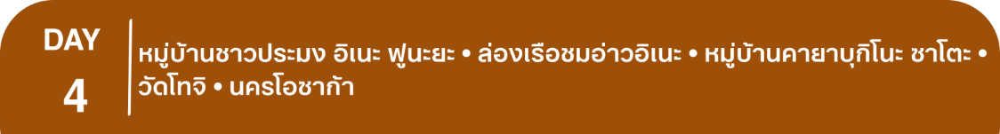 DAY
4
หมู่บ้านชาวประมง อิเนะ ฟูนะยะ • ล่องเรือชมอ่าวอิเนะ • หมู่บ้านคายาบุกิโนะ ซาโตะ •
วัดโทจิ • นครโอซาก้า